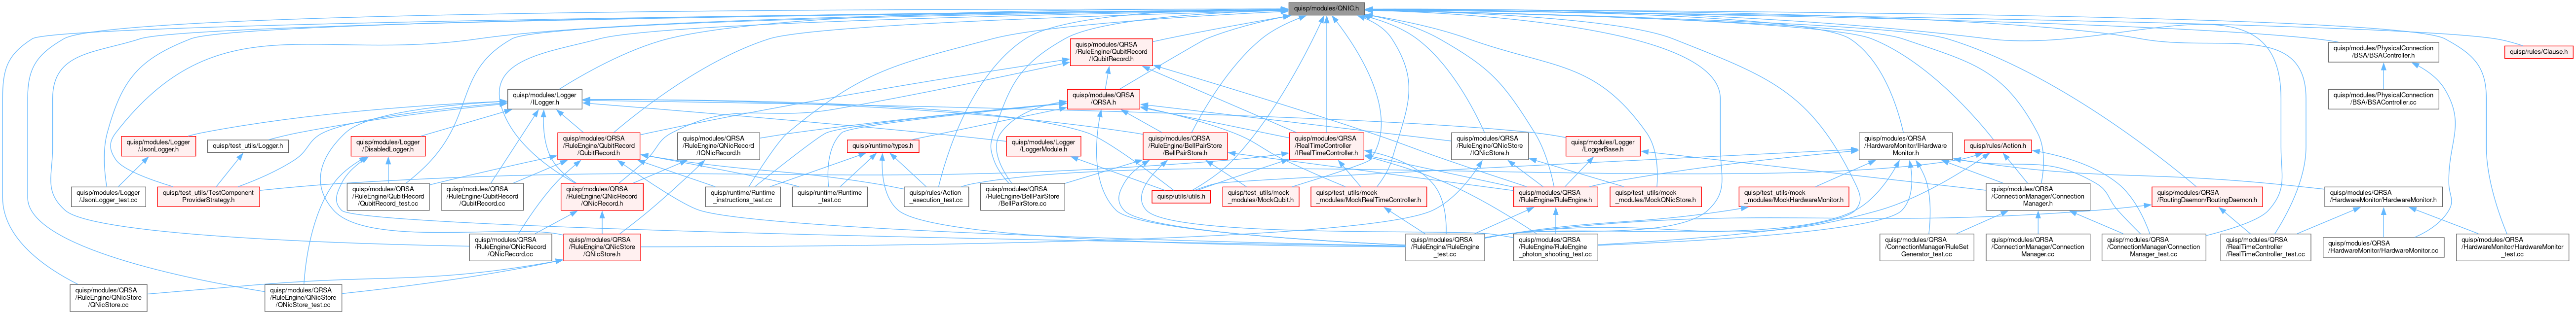 quisp/modules/QNIC.h
quisp/modules/QRSA
/RuleEngine/QubitRecord
/IQubitRecord.h
quisp/modules/PhysicalConnection
/BSA/BSAController.h
quisp/rules/Clause.h
quisp/modules/Logger
/ILogger.h
quisp/modules/QRSA
/QRSA.h
quisp/modules/PhysicalConnection
/BSA/BSAController.cc
quisp/modules/Logger
/JsonLogger.h
quisp/test_utils/Logger.h
quisp/modules/Logger
/DisabledLogger.h
quisp/modules/QRSA
/RuleEngine/QubitRecord
/QubitRecord.h
quisp/modules/QRSA
/RuleEngine/QNicRecord
/IQNicRecord.h
quisp/runtime/types.h
quisp/modules/Logger
/LoggerModule.h
quisp/modules/QRSA
/RuleEngine/BellPairStore
/BellPairStore.h
quisp/modules/QRSA
/RealTimeController
/IRealTimeController.h
quisp/modules/QRSA
/RuleEngine/QNicStore
/IQNicStore.h
quisp/modules/Logger
/LoggerBase.h
quisp/modules/QRSA
/HardwareMonitor/IHardware
Monitor.h
quisp/rules/Action.h
quisp/modules/Logger
/JsonLogger_test.cc
quisp/test_utils/TestComponent
ProviderStrategy.h
quisp/modules/QRSA
/RuleEngine/QubitRecord
/QubitRecord_test.cc
quisp/modules/QRSA
/RuleEngine/QubitRecord
/QubitRecord.cc
quisp/modules/QRSA
/RuleEngine/QNicRecord
/QNicRecord.h
quisp/runtime/Runtime
_instructions_test.cc
quisp/runtime/Runtime
_test.cc
quisp/rules/Action
_execution_test.cc
quisp/modules/QRSA
/RuleEngine/BellPairStore
/BellPairStore.cc
quisp/utils/utils.h
quisp/test_utils/mock
_modules/MockQubit.h
quisp/test_utils/mock
_modules/MockRealTimeController.h
quisp/modules/QRSA
/RuleEngine/RuleEngine.h
quisp/test_utils/mock
_modules/MockQNicStore.h
quisp/test_utils/mock
_modules/MockHardwareMonitor.h
quisp/modules/QRSA
/ConnectionManager/Connection
Manager.h
quisp/modules/QRSA
/RoutingDaemon/RoutingDaemon.h
quisp/modules/QRSA
/HardwareMonitor/HardwareMonitor.h
quisp/modules/QRSA
/RuleEngine/QNicRecord
/QNicRecord.cc
quisp/modules/QRSA
/RuleEngine/QNicStore
/QNicStore.h
quisp/modules/QRSA
/RuleEngine/RuleEngine
_test.cc
quisp/modules/QRSA
/RuleEngine/RuleEngine
_photon_shooting_test.cc
quisp/modules/QRSA
/ConnectionManager/RuleSet
Generator_test.cc
quisp/modules/QRSA
/ConnectionManager/Connection
Manager.cc
quisp/modules/QRSA
/ConnectionManager/Connection
Manager_test.cc
quisp/modules/QRSA
/RealTimeController
/RealTimeController_test.cc
quisp/modules/QRSA
/HardwareMonitor/HardwareMonitor.cc
quisp/modules/QRSA
/HardwareMonitor/HardwareMonitor
_test.cc
quisp/modules/QRSA
/RuleEngine/QNicStore
/QNicStore.cc
quisp/modules/QRSA
/RuleEngine/QNicStore
/QNicStore_test.cc